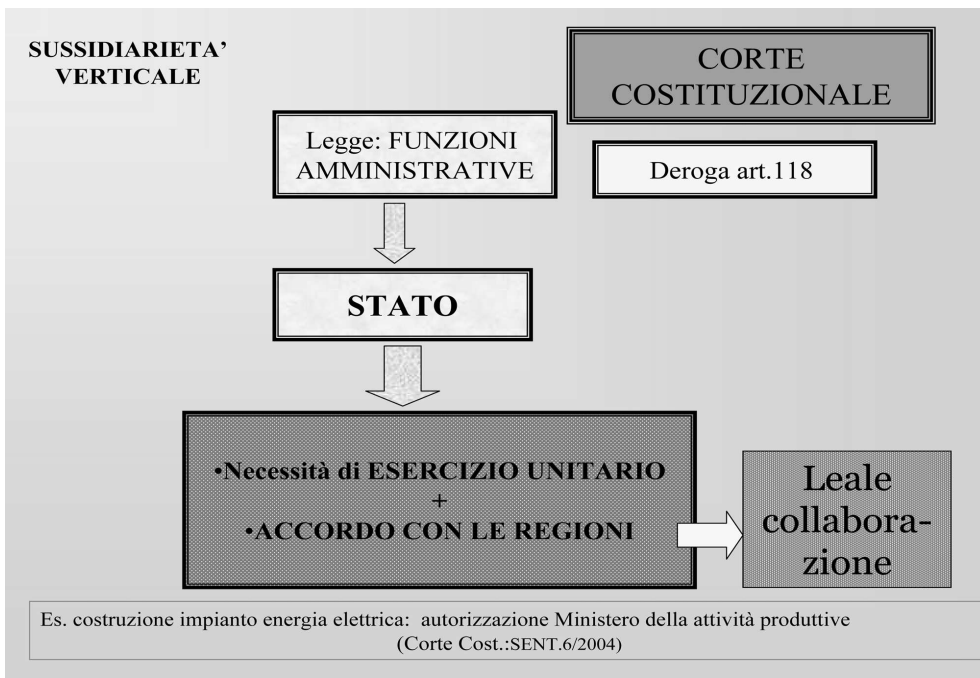 SUSSIDIARIETA’
VERTICALE
CORTE
COSTITUZIONALE
Legge: FUNZIONI
AMMINISTRATIVE
Deroga art.118
STATO
•Necessità di ESERCIZIO UNITARIO
+
•ACCORDO CON LE REGIONI
Leale
collabora-
zione
Es. costruzione impianto energia elettrica: autorizzazione Ministero della attività produttive
(Corte Cost.:SENT.6/2004)